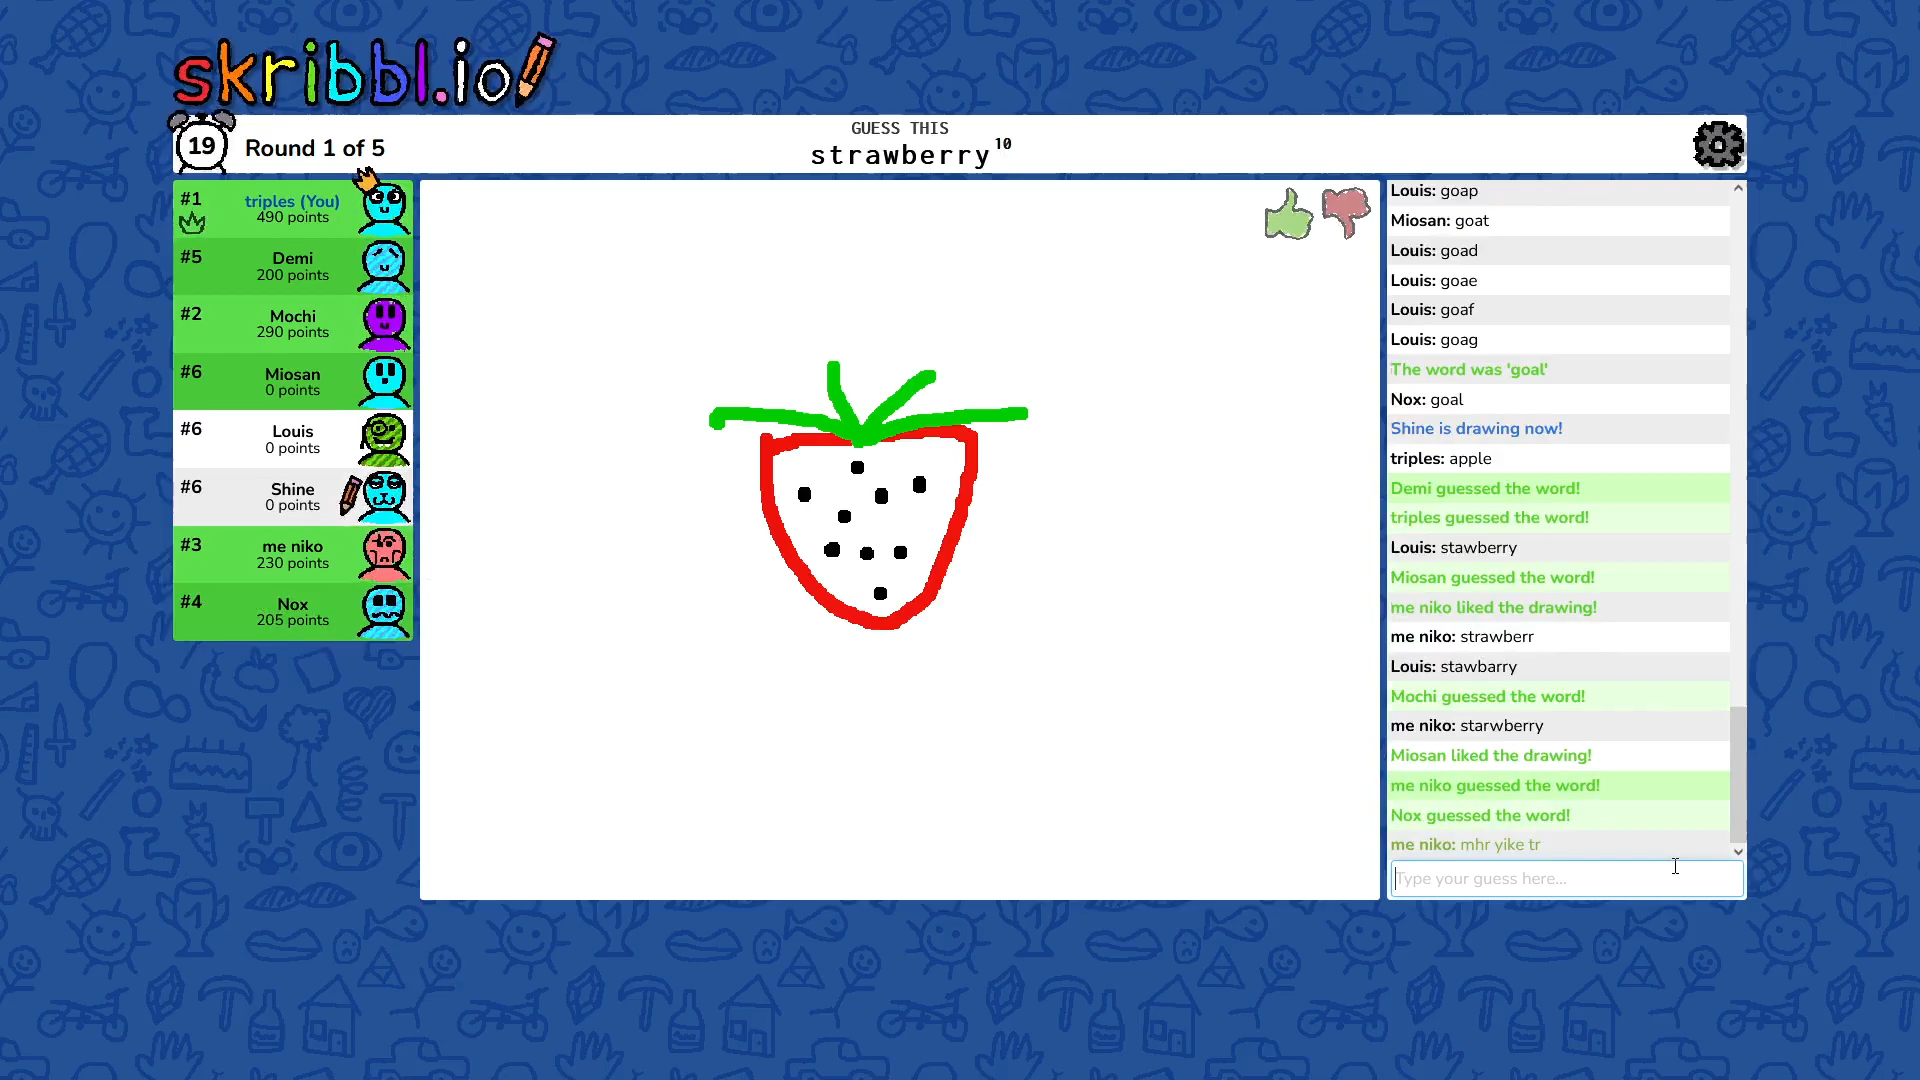 skribbl.io
19
Round 1 of 5
GUESS THIS
strawberry 10
#1
triples (You)
490 points
#5
Demi
200 points
#2
Mochi
290 points
#6
Miosan
0 points
#6
Louis
0 points
#6
Shine
0 points
#3
me niko
230 points
#4
Nox
205 points
Louis: goap
Miosan: goat
Louis: goad
Louis: goae
Louis: goaf
Louis: goag
The word was 'goal'
Nox: goal
Shine is drawing now!
triples: apple
Demi guessed the word!
triples guessed the word!
Louis: stawberry
Miosan guessed the word!
me niko liked the drawing!
me niko: strawberr
Louis: stawbarry
Mochi guessed the word!
me niko: starwberry
Miosan liked the drawing!
me niko guessed the word!
Nox guessed the word!
me niko: mhr yike tr
Type your guess here...